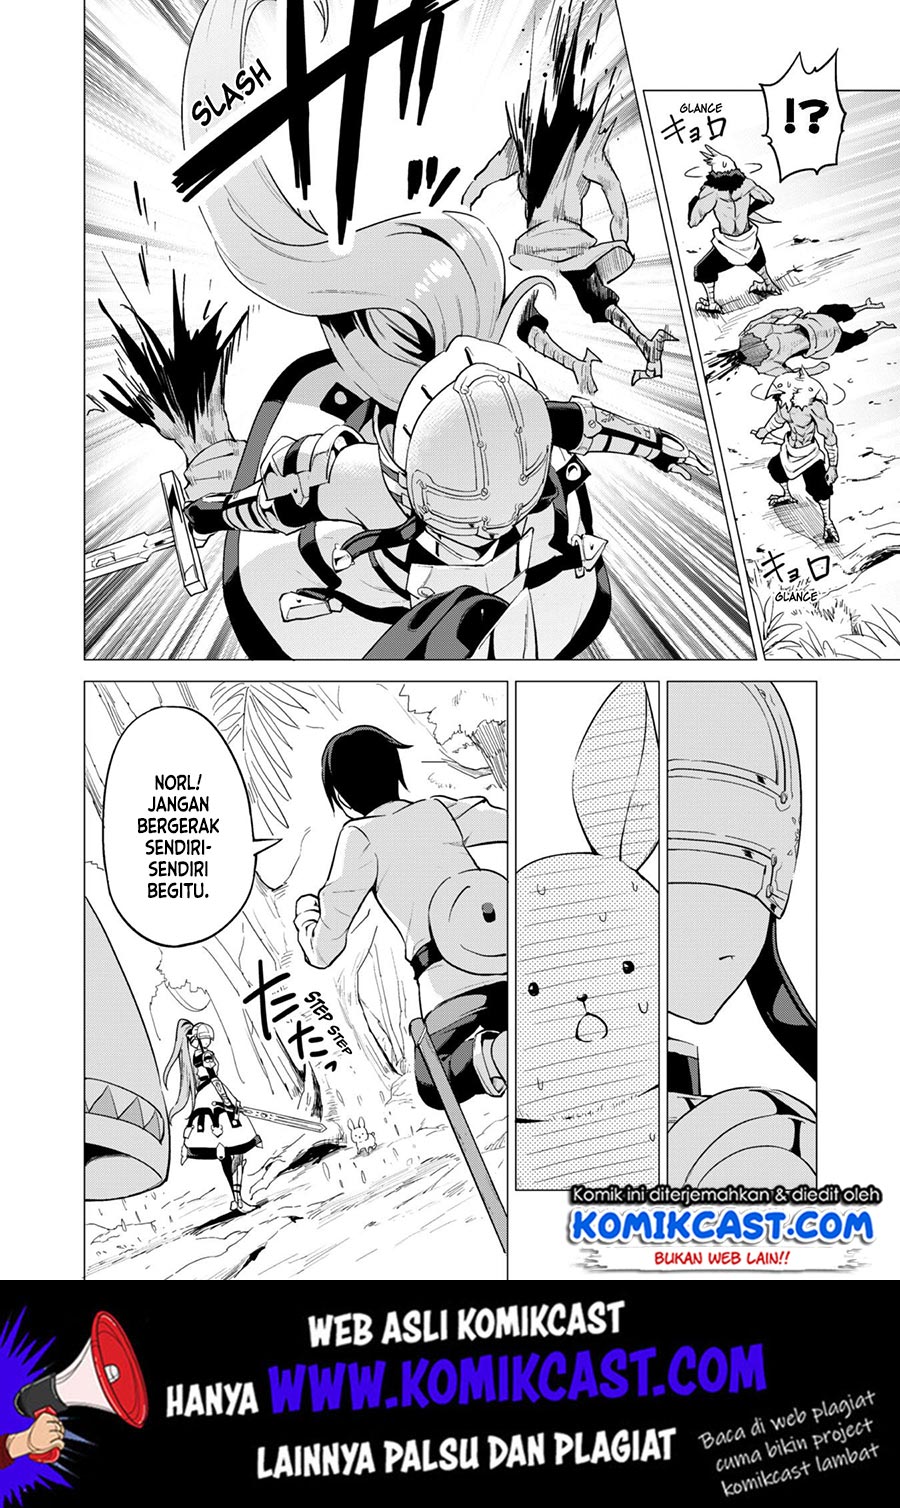 !?
GLANCE
キョロ
キョロ
GLANCE
SLASH
ザッ
NORL!
JANGAN
BERGERAK
SENDIRI-
SENDIRI
BEGITU.
たたっ
STEP STEP
Komik ini diterjemahkan & diedit oleh
KOMIKCAST.COM
BUKAN WEB LAIN!!
WEB ASLI KOMIKCAST
HANYA WWW.KOMIKCAST.COM
LAINNYA PALSU DAN PLAGIAT
Baca di web plagiat
cuma bikin project
komikcast lambat